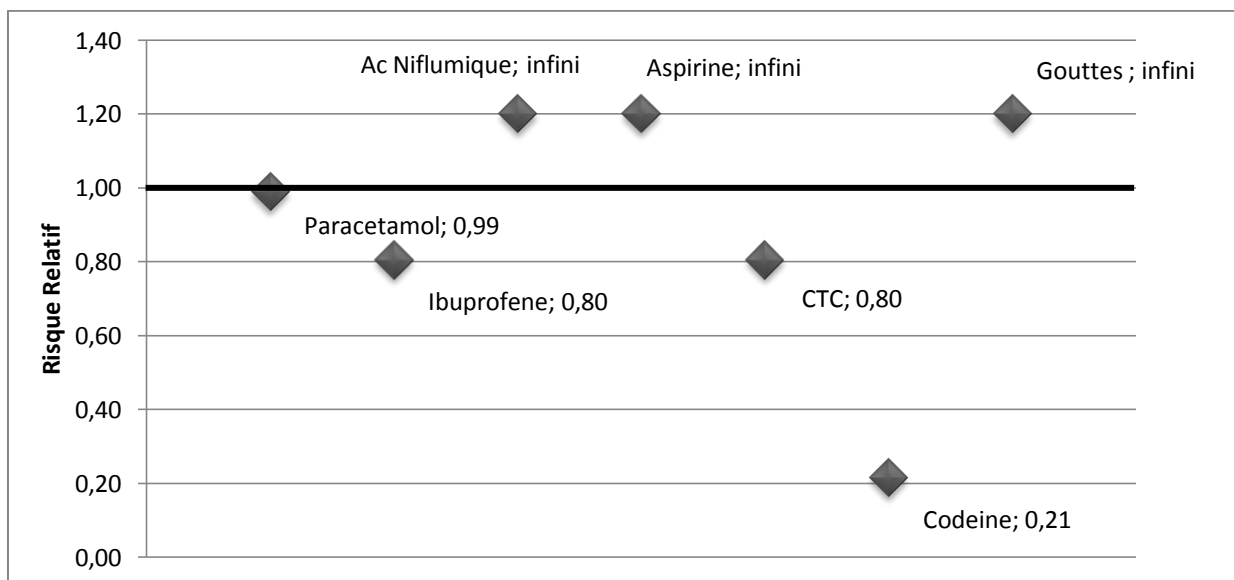 1,40
1,20
1,00
0,80
0,60
0,40
0,20
0,00
Risque Relatif
Ac Niflumique; infini
Aspirine; infini
Gouttes ; infini
Paracetamol; 0,99
Ibuprofene; 0,80
CTC; 0,80
Codeine; 0,21